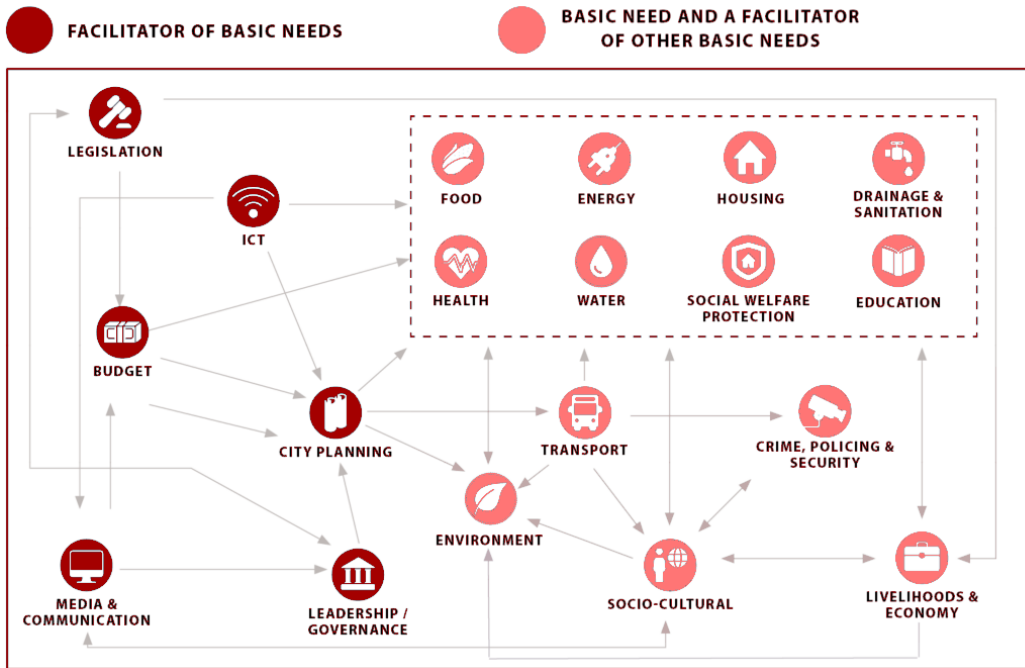 FACILITATOR OF BASIC NEEDS
BASIC NEED AND A FACILITATOR
OF OTHER BASIC NEEDS
LEGISLATION
FOOD
ENERGY
HOUSING
DRAINAGE &
SANITATION
ICT
HEALTH
WATER
SOCIAL WELFARE
PROTECTION
EDUCATION
BUDGET
CITY PLANNING
TRANSPORT
CRIME, POLICING &
SECURITY
ENVIRONMENT
MEDIA &
COMMUNICATION
LEADERSHIP /
GOVERNANCE
SOCIO-CULTURAL
LIVELIHOODS &
ECONOMY